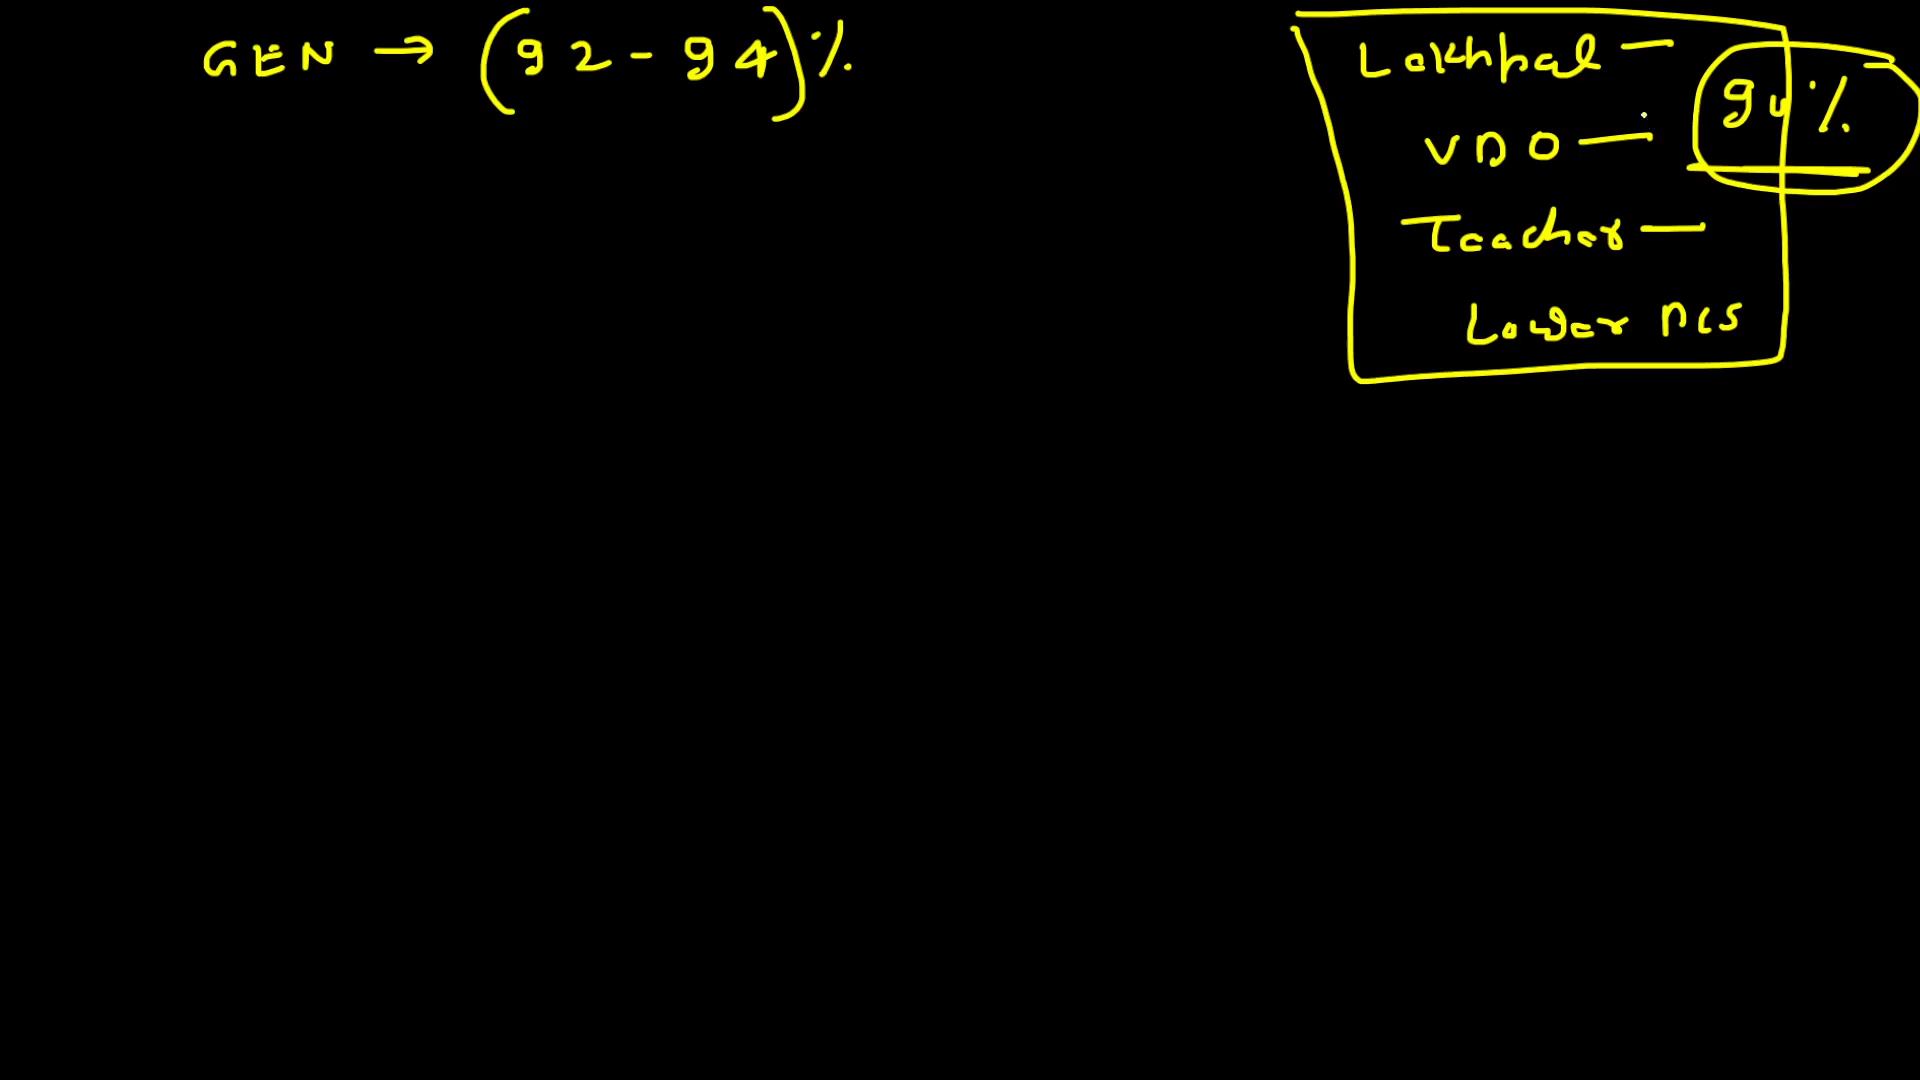 GEN → (92 - 94)%
Lekhpal —
94%
VDO —
Teacher —
Lower PCS